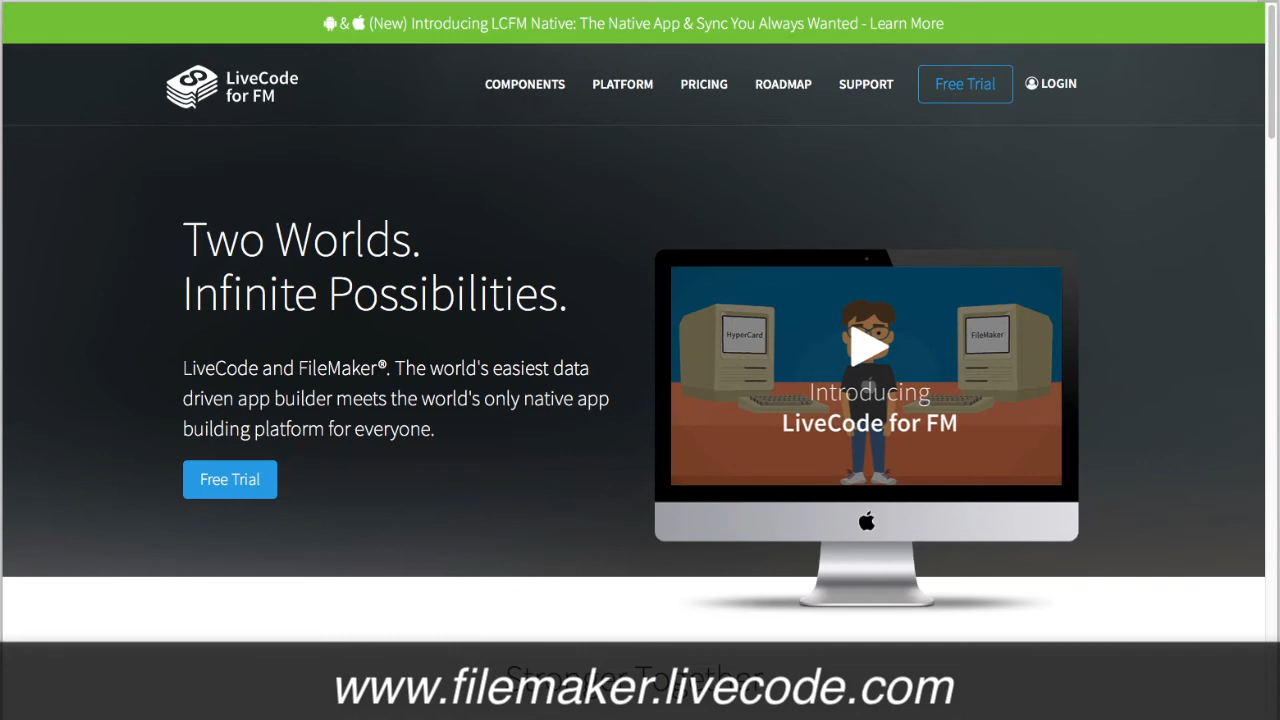 (New) Introducing LCFM Native: The Native App & Sync You Always Wanted - Learn More
LiveCode
for FM
COMPONENTS
PLATFORM
PRICING
ROADMAP
SUPPORT
Free Trial
LOGIN
Two Worlds.
Infinite Possibilities.
LiveCode and FileMaker®. The world's easiest data
driven app builder meets the world's only native app
building platform for everyone.
Free Trial
HyperCard
FileMaker
Introducing
LiveCode for FM
Stronger Together
www.filemaker.livecode.com